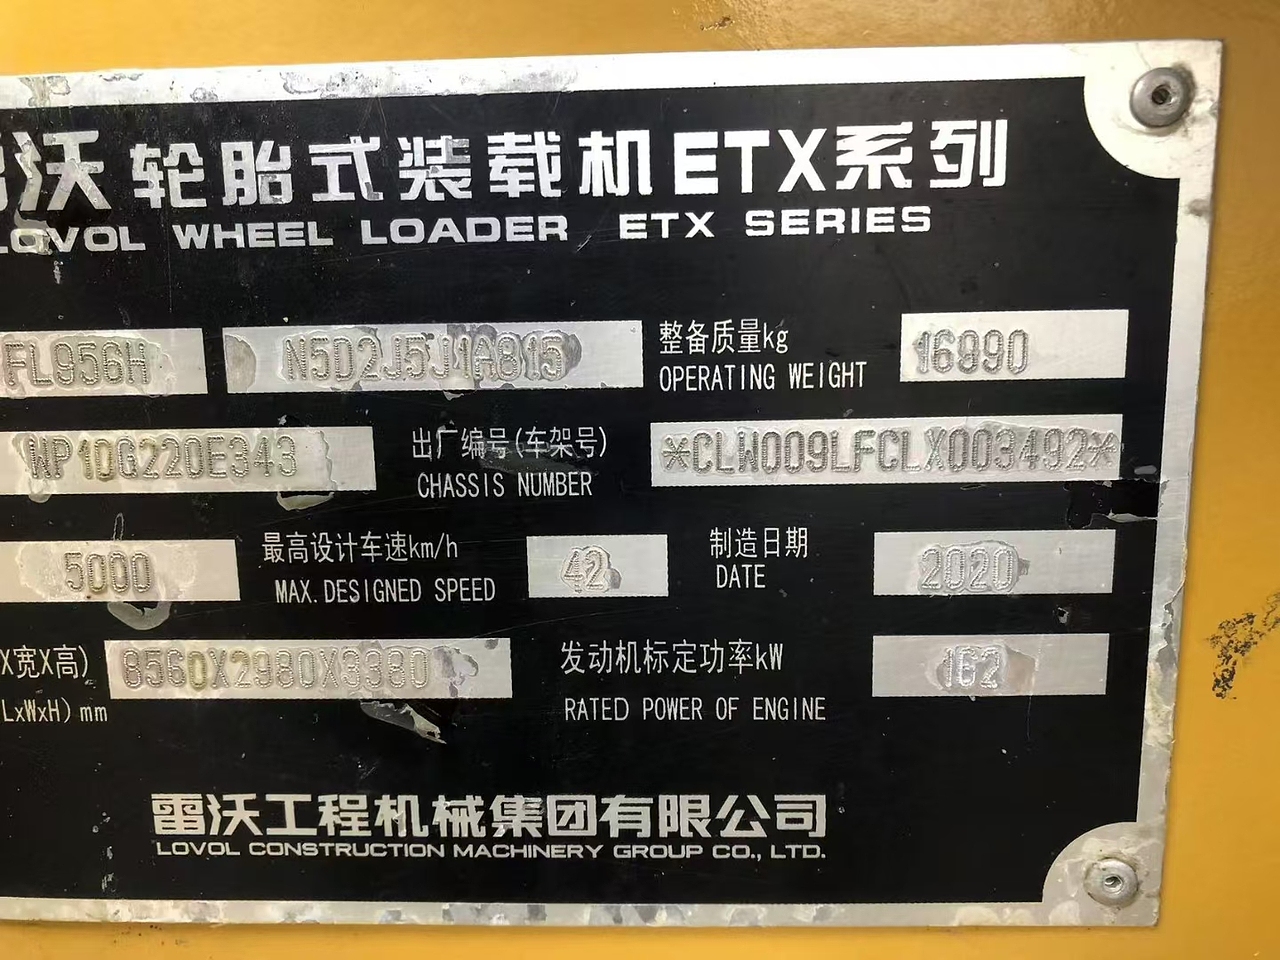 雷沃 轮胎式装载机ETX系列
LOVOL WHEEL LOADER ETX SERIES
FL956H N5D2J5J1A815 整备质量kg 16890
OPERATING WEIGHT
WP10G220E343 出厂编号(车架号) *CLW009LFCLX003492*
CHASSIS NUMBER
5000 最高设计车速km/h 42 制造日期 2020
MAX.DESIGNED SPEED DATE
X宽X高) 8560X2980X3380 发动机标定功率kW 162
LxWxH)mm RATED POWER OF ENGINE
雷沃工程机械集团有限公司
LOVOL CONSTRUCTION MACHINERY GROUP CO., LTD.